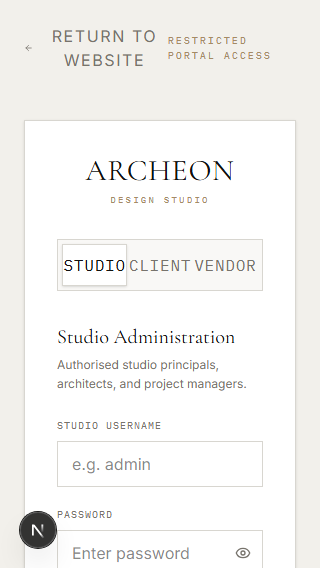 RETURN TO
WEBSITE
RESTRICTED
PORTAL ACCESS
ARCHEON
DESIGN STUDIO
STUDIO CLIENT VENDOR
Studio Administration
Authorised studio principals,
architects, and project managers.
STUDIO USERNAME
e.g. admin
PASSWORD
Enter password
N